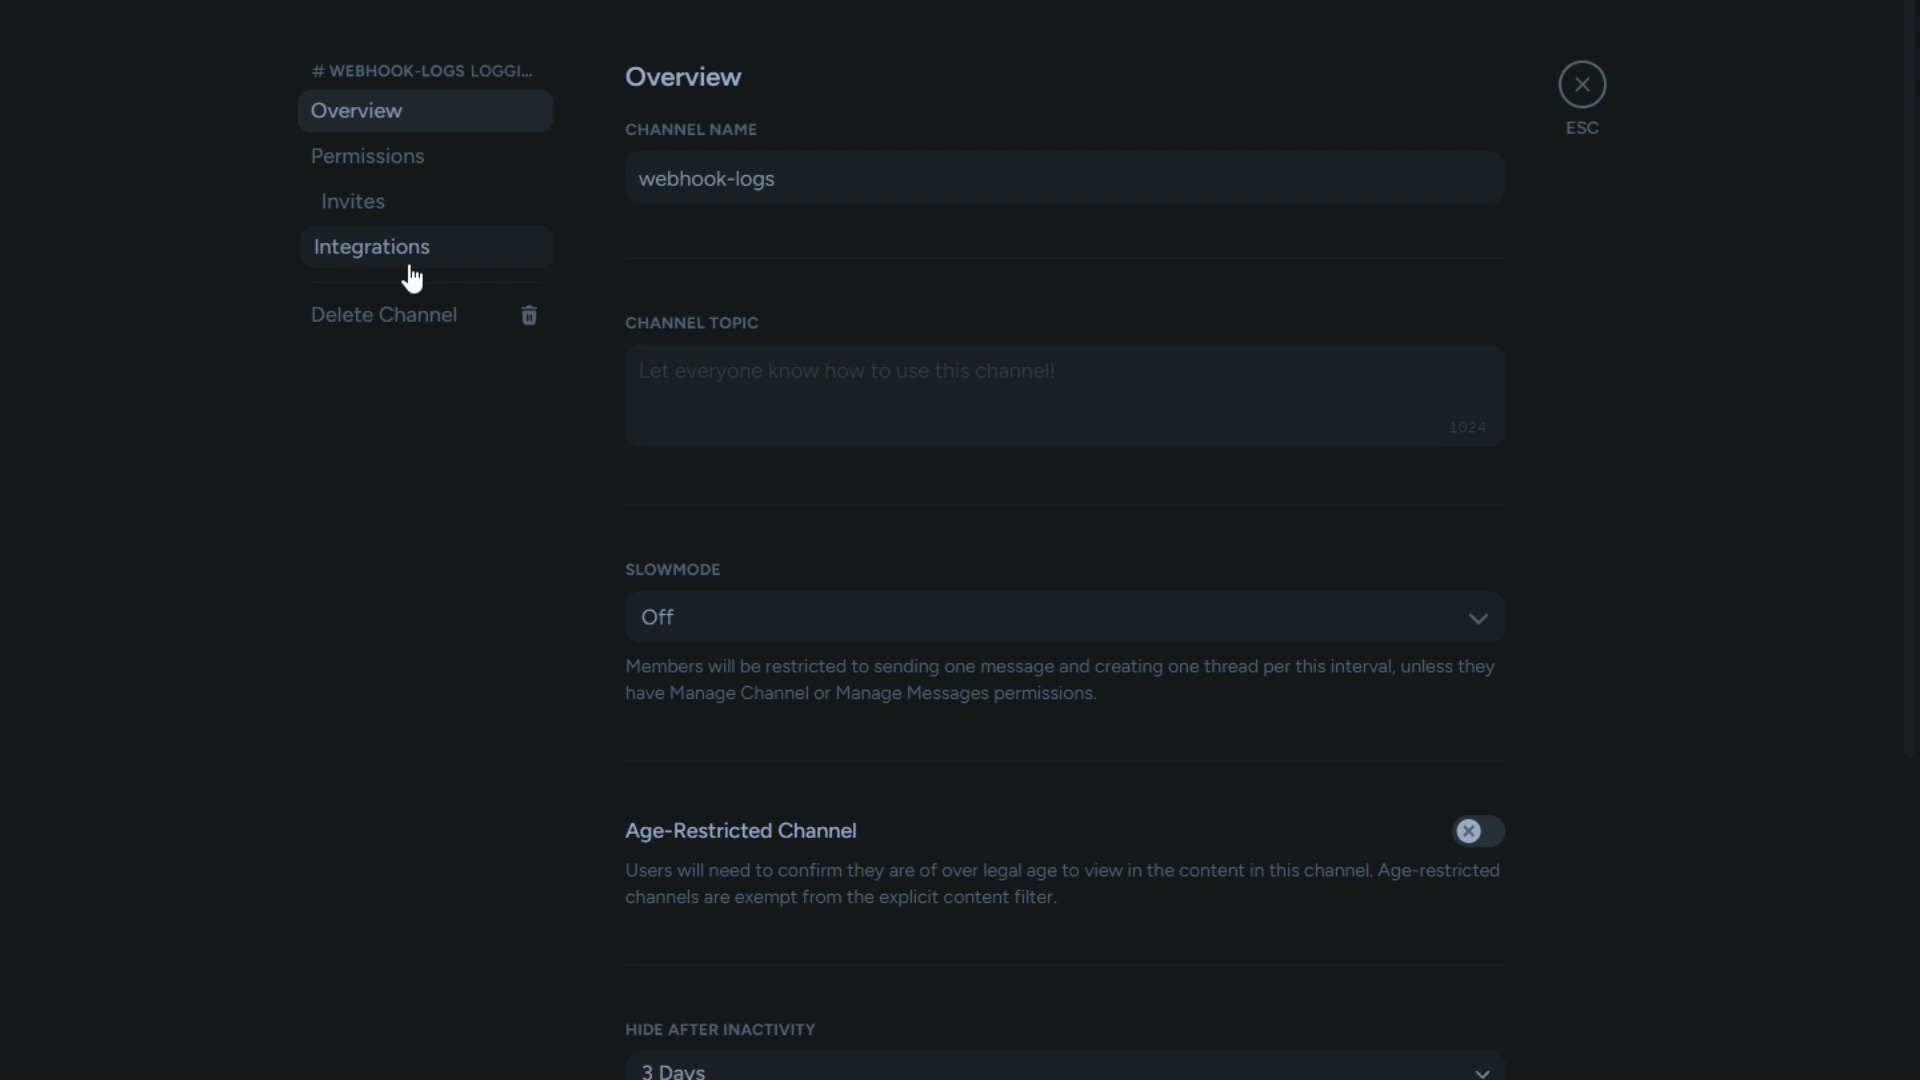 # WEBHOOK-LOGS LOGGI...
Overview
Permissions
Invites
Integrations
Delete Channel
Overview
CHANNEL NAME
webhook-logs
CHANNEL TOPIC
Let everyone know how to use this channel!
1024
SLOWMODE
Off
Members will be restricted to sending one message and creating one thread per this interval, unless they
have Manage Channel or Manage Messages permissions.
Age-Restricted Channel
Users will need to confirm they are of over legal age to view in the content in this channel. Age-restricted
channels are exempt from the explicit content filter.
HIDE AFTER INACTIVITY
3 Days
ESC